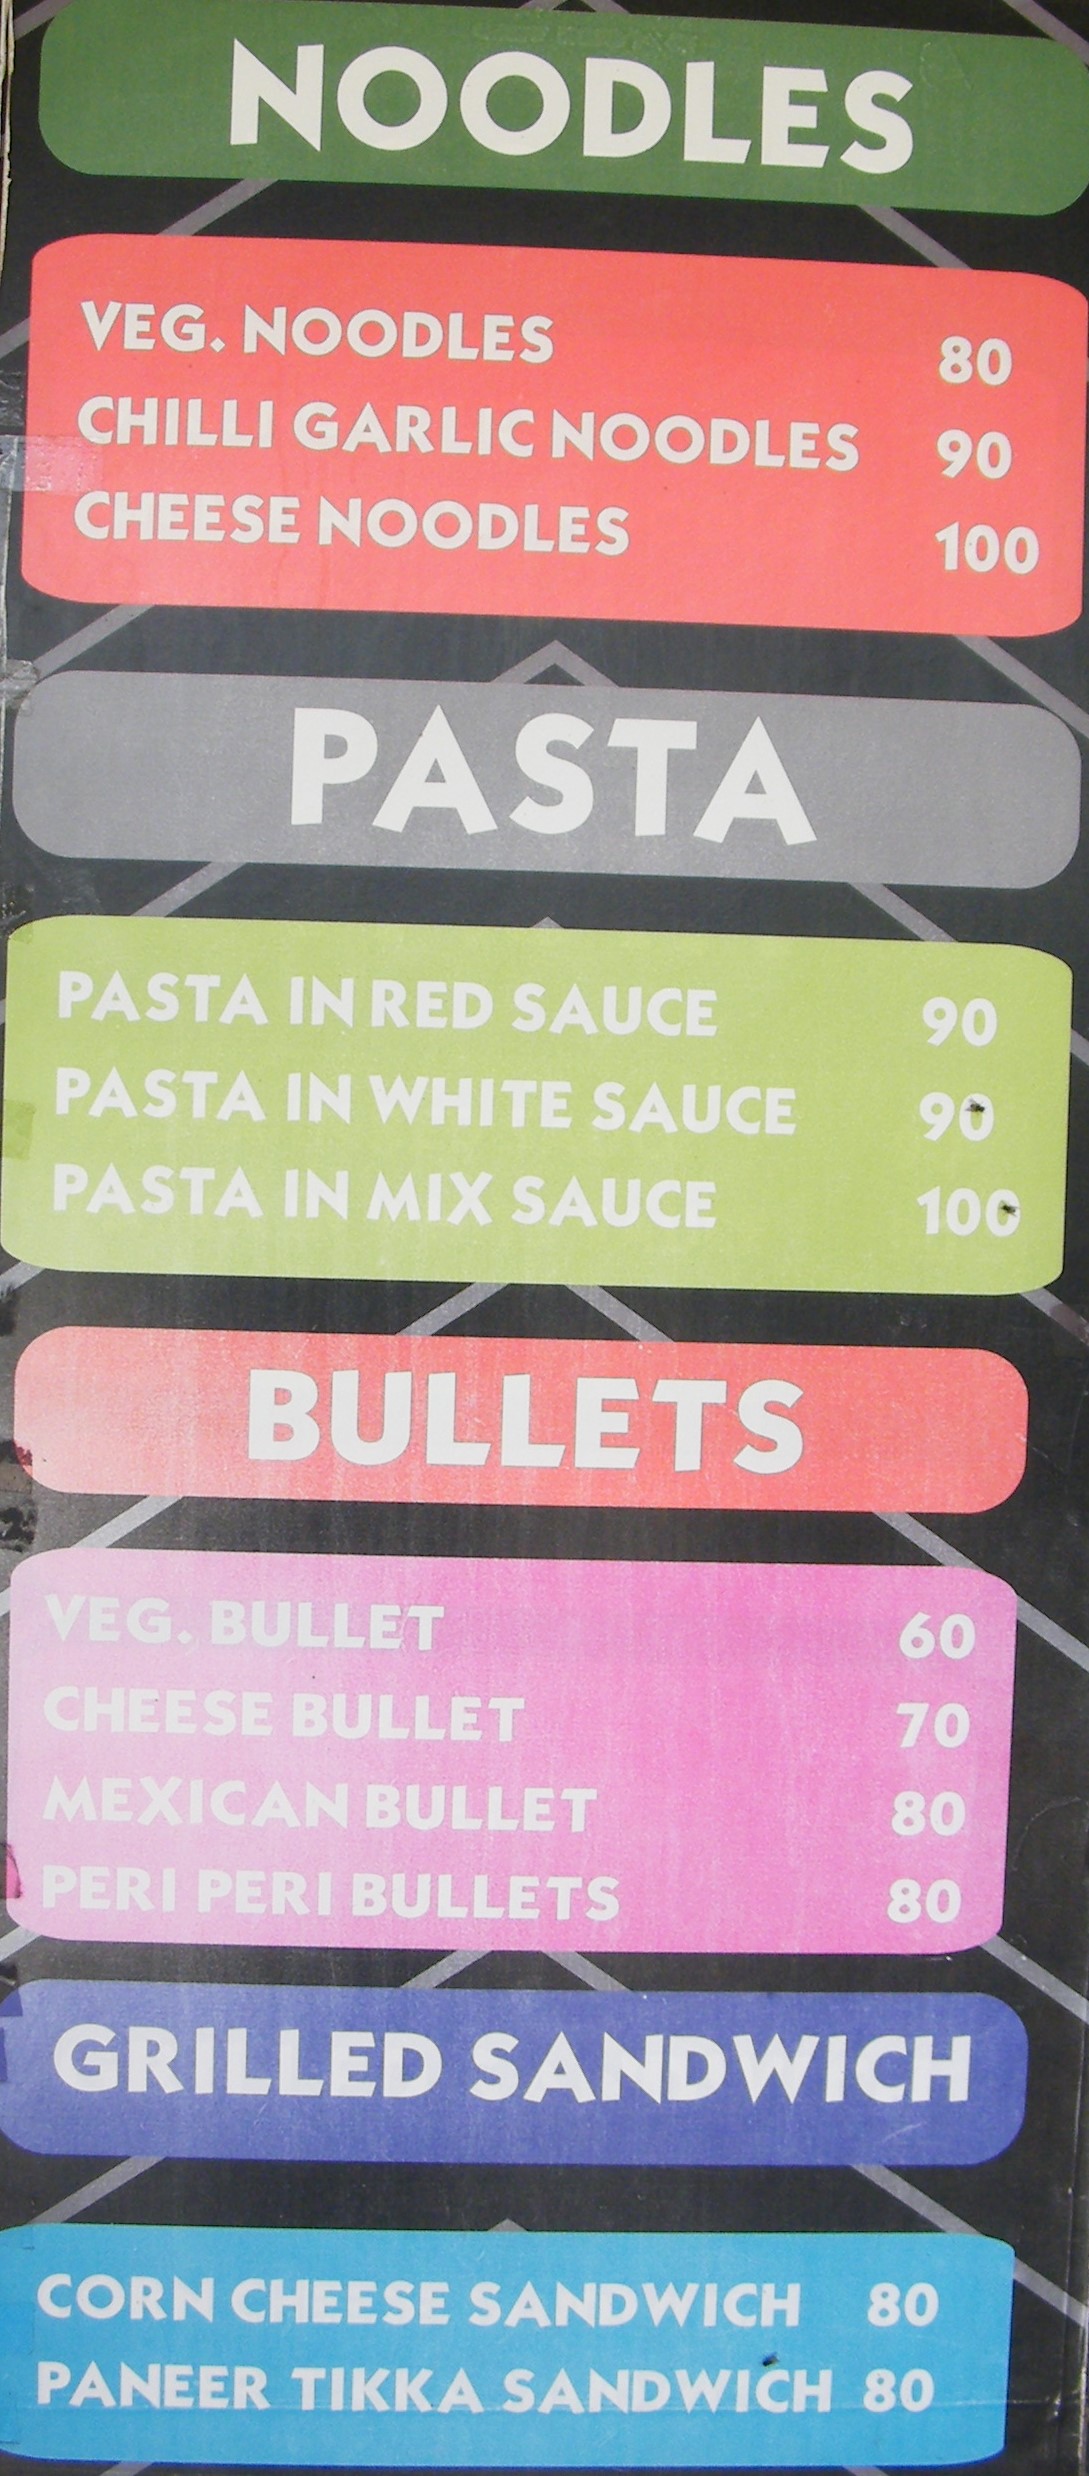 NOODLES
VEG. NOODLES 80
CHILLI GARLIC NOODLES 90
CHEESE NOODLES 100
PASTA
PASTA IN RED SAUCE 90
PASTA IN WHITE SAUCE 90
PASTA IN MIX SAUCE 100
BULLETS
VEG. BULLET 60
CHEESE BULLET 70
MEXICAN BULLET 80
PERI PERI BULLETS 80
GRILLED SANDWICH
CORN CHEESE SANDWICH 80
PANEER TIKKA SANDWICH 80